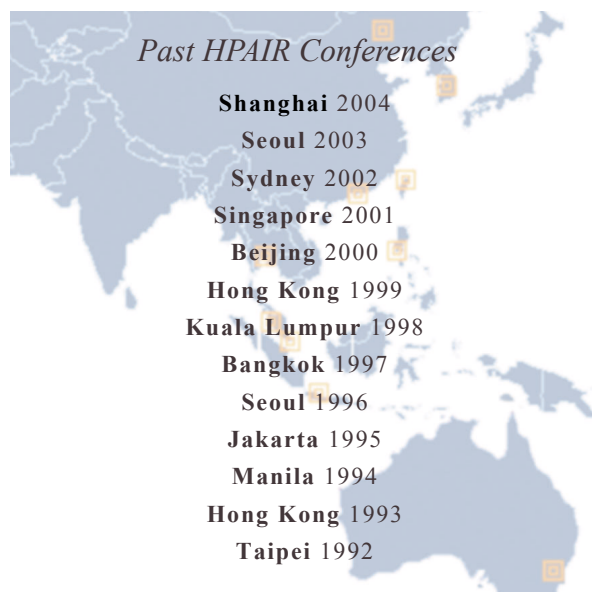 Past HPAIR Conferences
Shanghai 2004
Seoul 2003
Sydney 2002
Singapore 2001
Beijing 2000
Hong Kong 1999
Kuala Lumpur 1998
Bangkok 1997
Seoul 1996
Jakarta 1995
Manila 1994
Hong Kong 1993
Taipei 1992